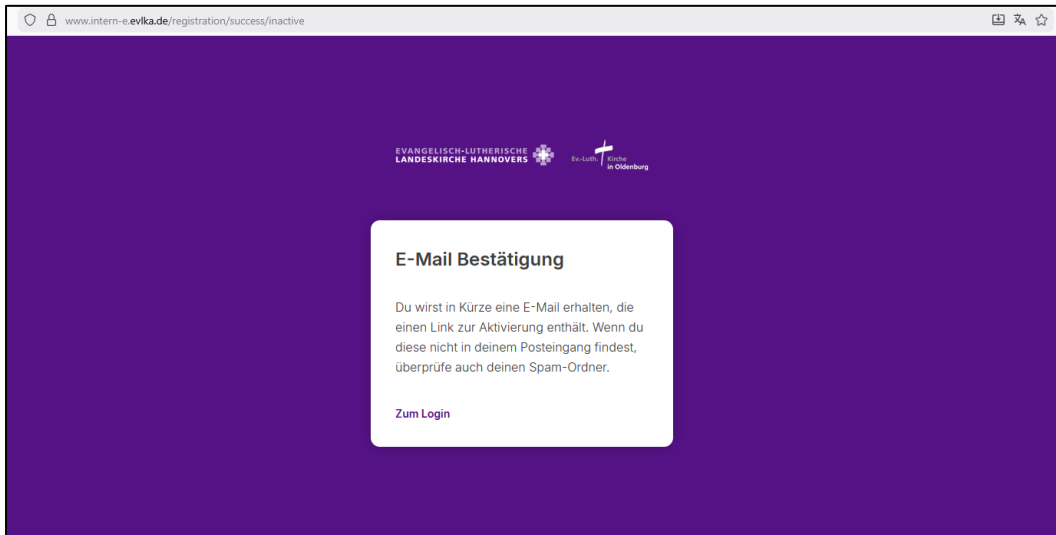 www.intern-e.evlka.de/registration/success/inactive
EVANGELISCH-LUTHERISCHE
LANDESKIRCHE HANNOVERS
Ev.-Luth. Kirche
in Oldenburg
E-Mail Bestätigung
Du wirst in Kürze eine E-Mail erhalten, die
einen Link zur Aktivierung enthält. Wenn du
diese nicht in deinem Posteingang findest,
überprüfe auch deinen Spam-Ordner.
Zum Login